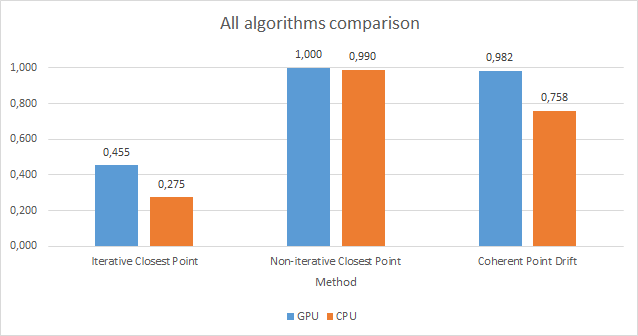 All algorithms comparison
1,000 0,990 0,982
1,000
0,800 0,758
0,600
0,455
0,400
0,275
0,200
0,000
Iterative Closest Point Non-iterative Closest Point Coherent Point Drift
Method
GPU CPU